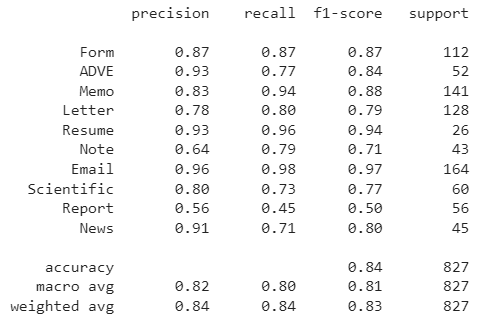 precision recall f1-score support
Form 0.87 0.87 0.87 112
ADVE 0.93 0.77 0.84 52
Memo 0.83 0.94 0.88 141
Letter 0.78 0.80 0.79 128
Resume 0.93 0.96 0.94 26
Note 0.64 0.79 0.71 43
Email 0.96 0.98 0.97 164
Scientific 0.80 0.73 0.77 60
Report 0.56 0.45 0.50 56
News 0.91 0.71 0.80 45
accuracy 0.84 827
macro avg 0.82 0.80 0.81 827
weighted avg 0.84 0.84 0.83 827